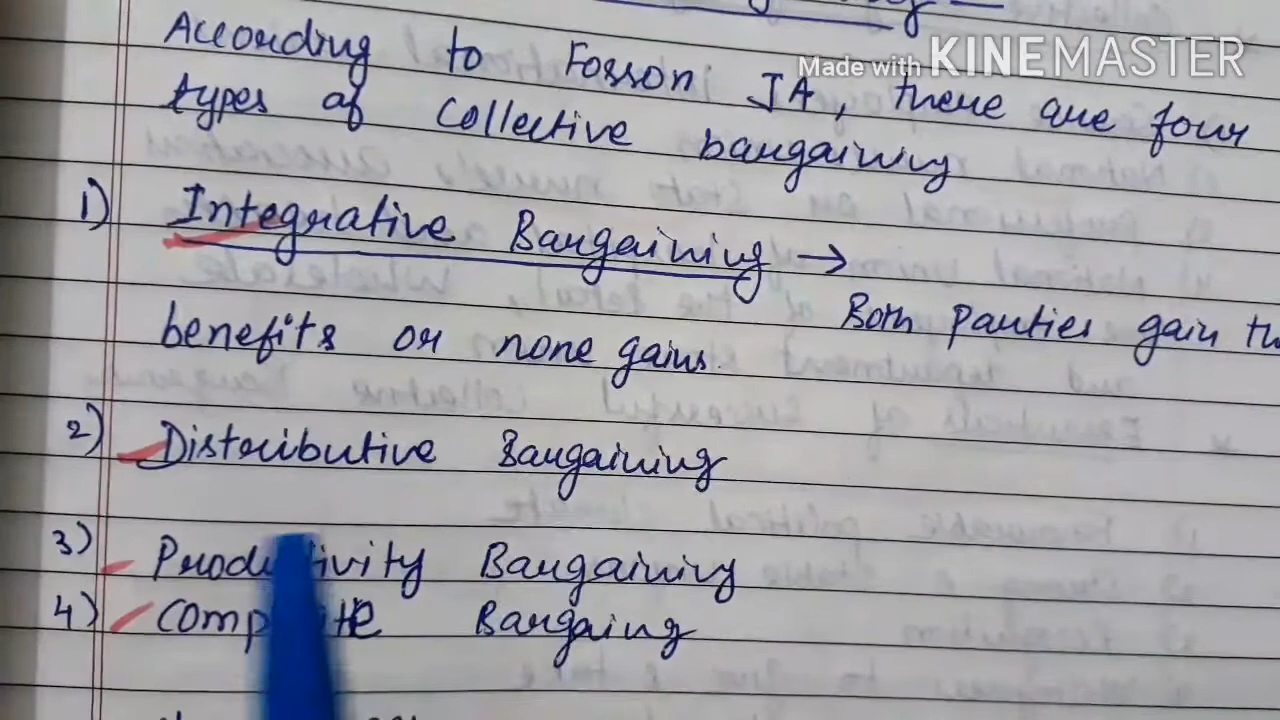 Made with KINEMASTER
According to Fosson JA, there are four
types of Collective bargaining
1) Integrative Bargaining →
Both parties gain
benefits or none gains.
2) Distributive Bargaining
3) Productivity Bargaining
4) Composite Bargaing